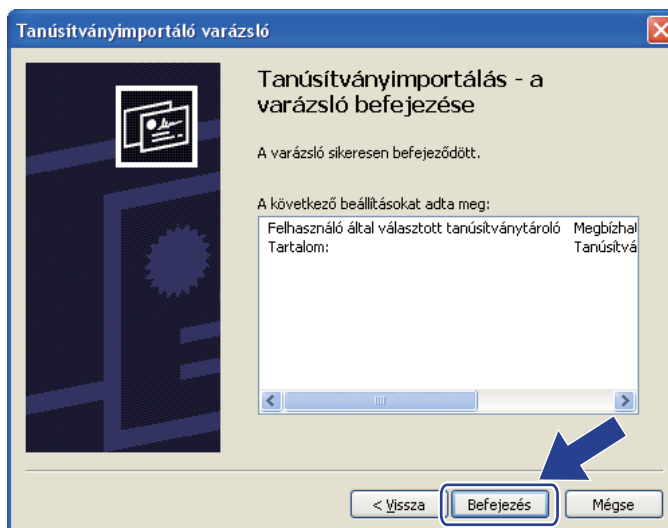 Tanúsítványimportáló varázsló
Tanúsítványimportálás - a
varázsló befejezése
A varázsló sikeresen befejeződött.
A következő beállításokat adta meg:
Felhasználó által választott tanúsítványtároló
Tartalom:
< Vissza Befejezés Mégse